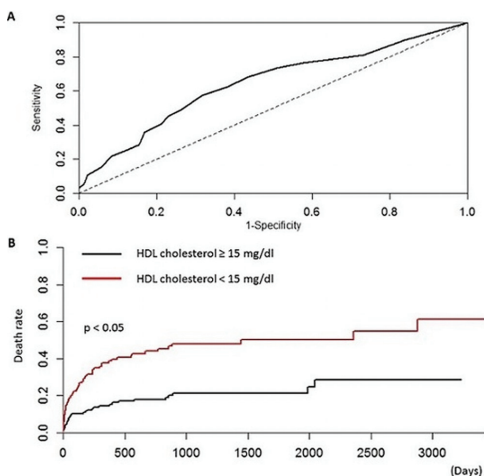 A
Sensitivity
1.0
0.8
0.6
0.4
0.2
0.0
0.0 0.2 0.4 0.6 0.8 1.0
1-Specificity
B
HDL cholesterol ≥ 15 mg/dl
HDL cholesterol < 15 mg/dl
p < 0.05
Death rate
1.0
0.8
0.6
0.4
0.2
0.0
0 500 1000 1500 2000 2500 3000
(Days)